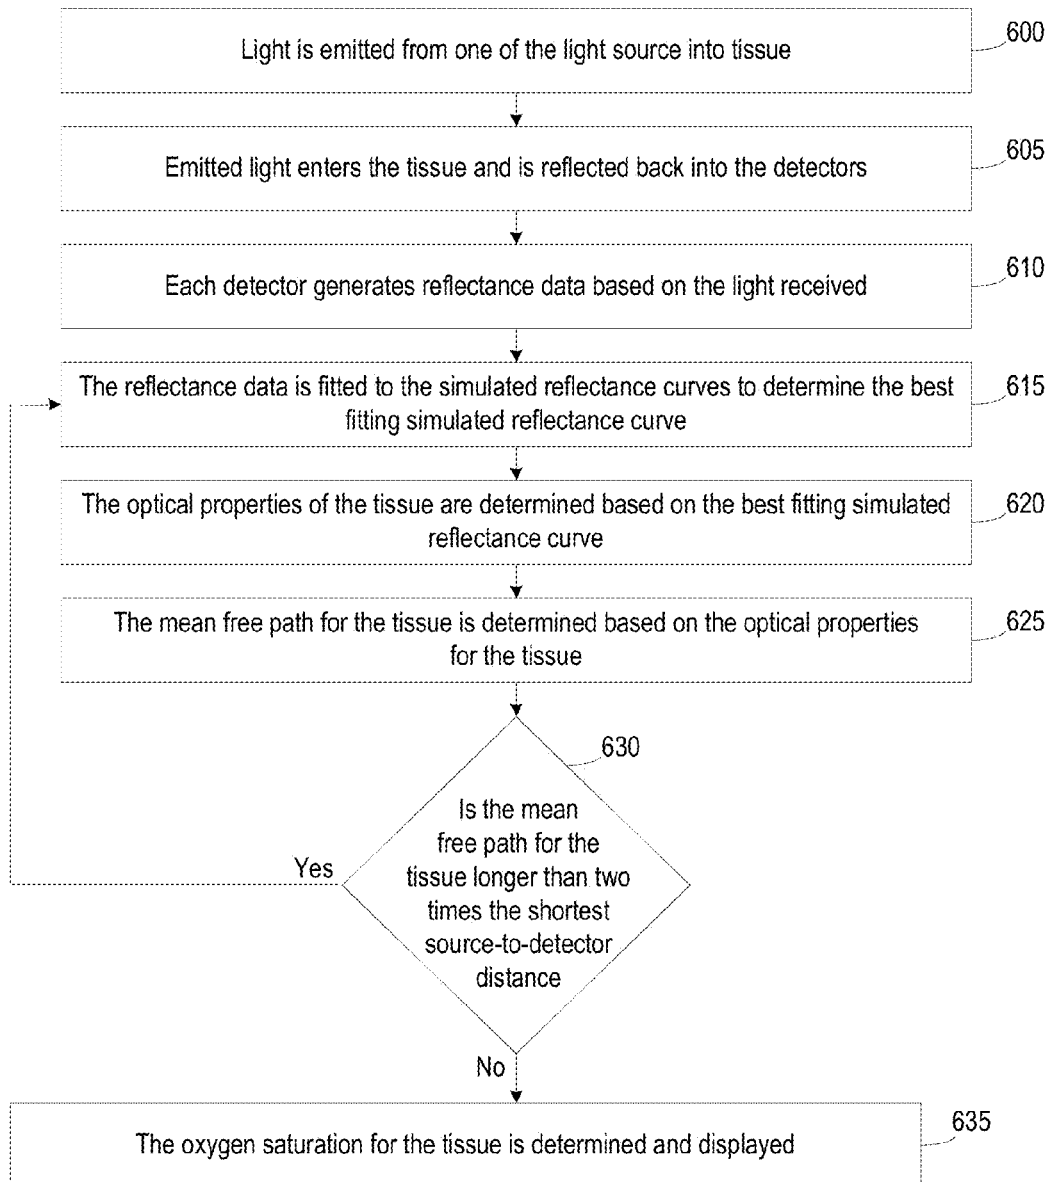 Light is emitted from one of the light source into tissue
600
Emitted light enters the tissue and is reflected back into the detectors
605
Each detector generates reflectance data based on the light received
610
The reflectance data is fitted to the simulated reflectance curves to determine the best
fitting simulated reflectance curve
615
The optical properties of the tissue are determined based on the best fitting simulated
reflectance curve
620
The mean free path for the tissue is determined based on the optical properties
for the tissue
625
630
Is the mean
free path for the
tissue longer than two
times the shortest
source-to-detector
distance
Yes
No
The oxygen saturation for the tissue is determined and displayed
635